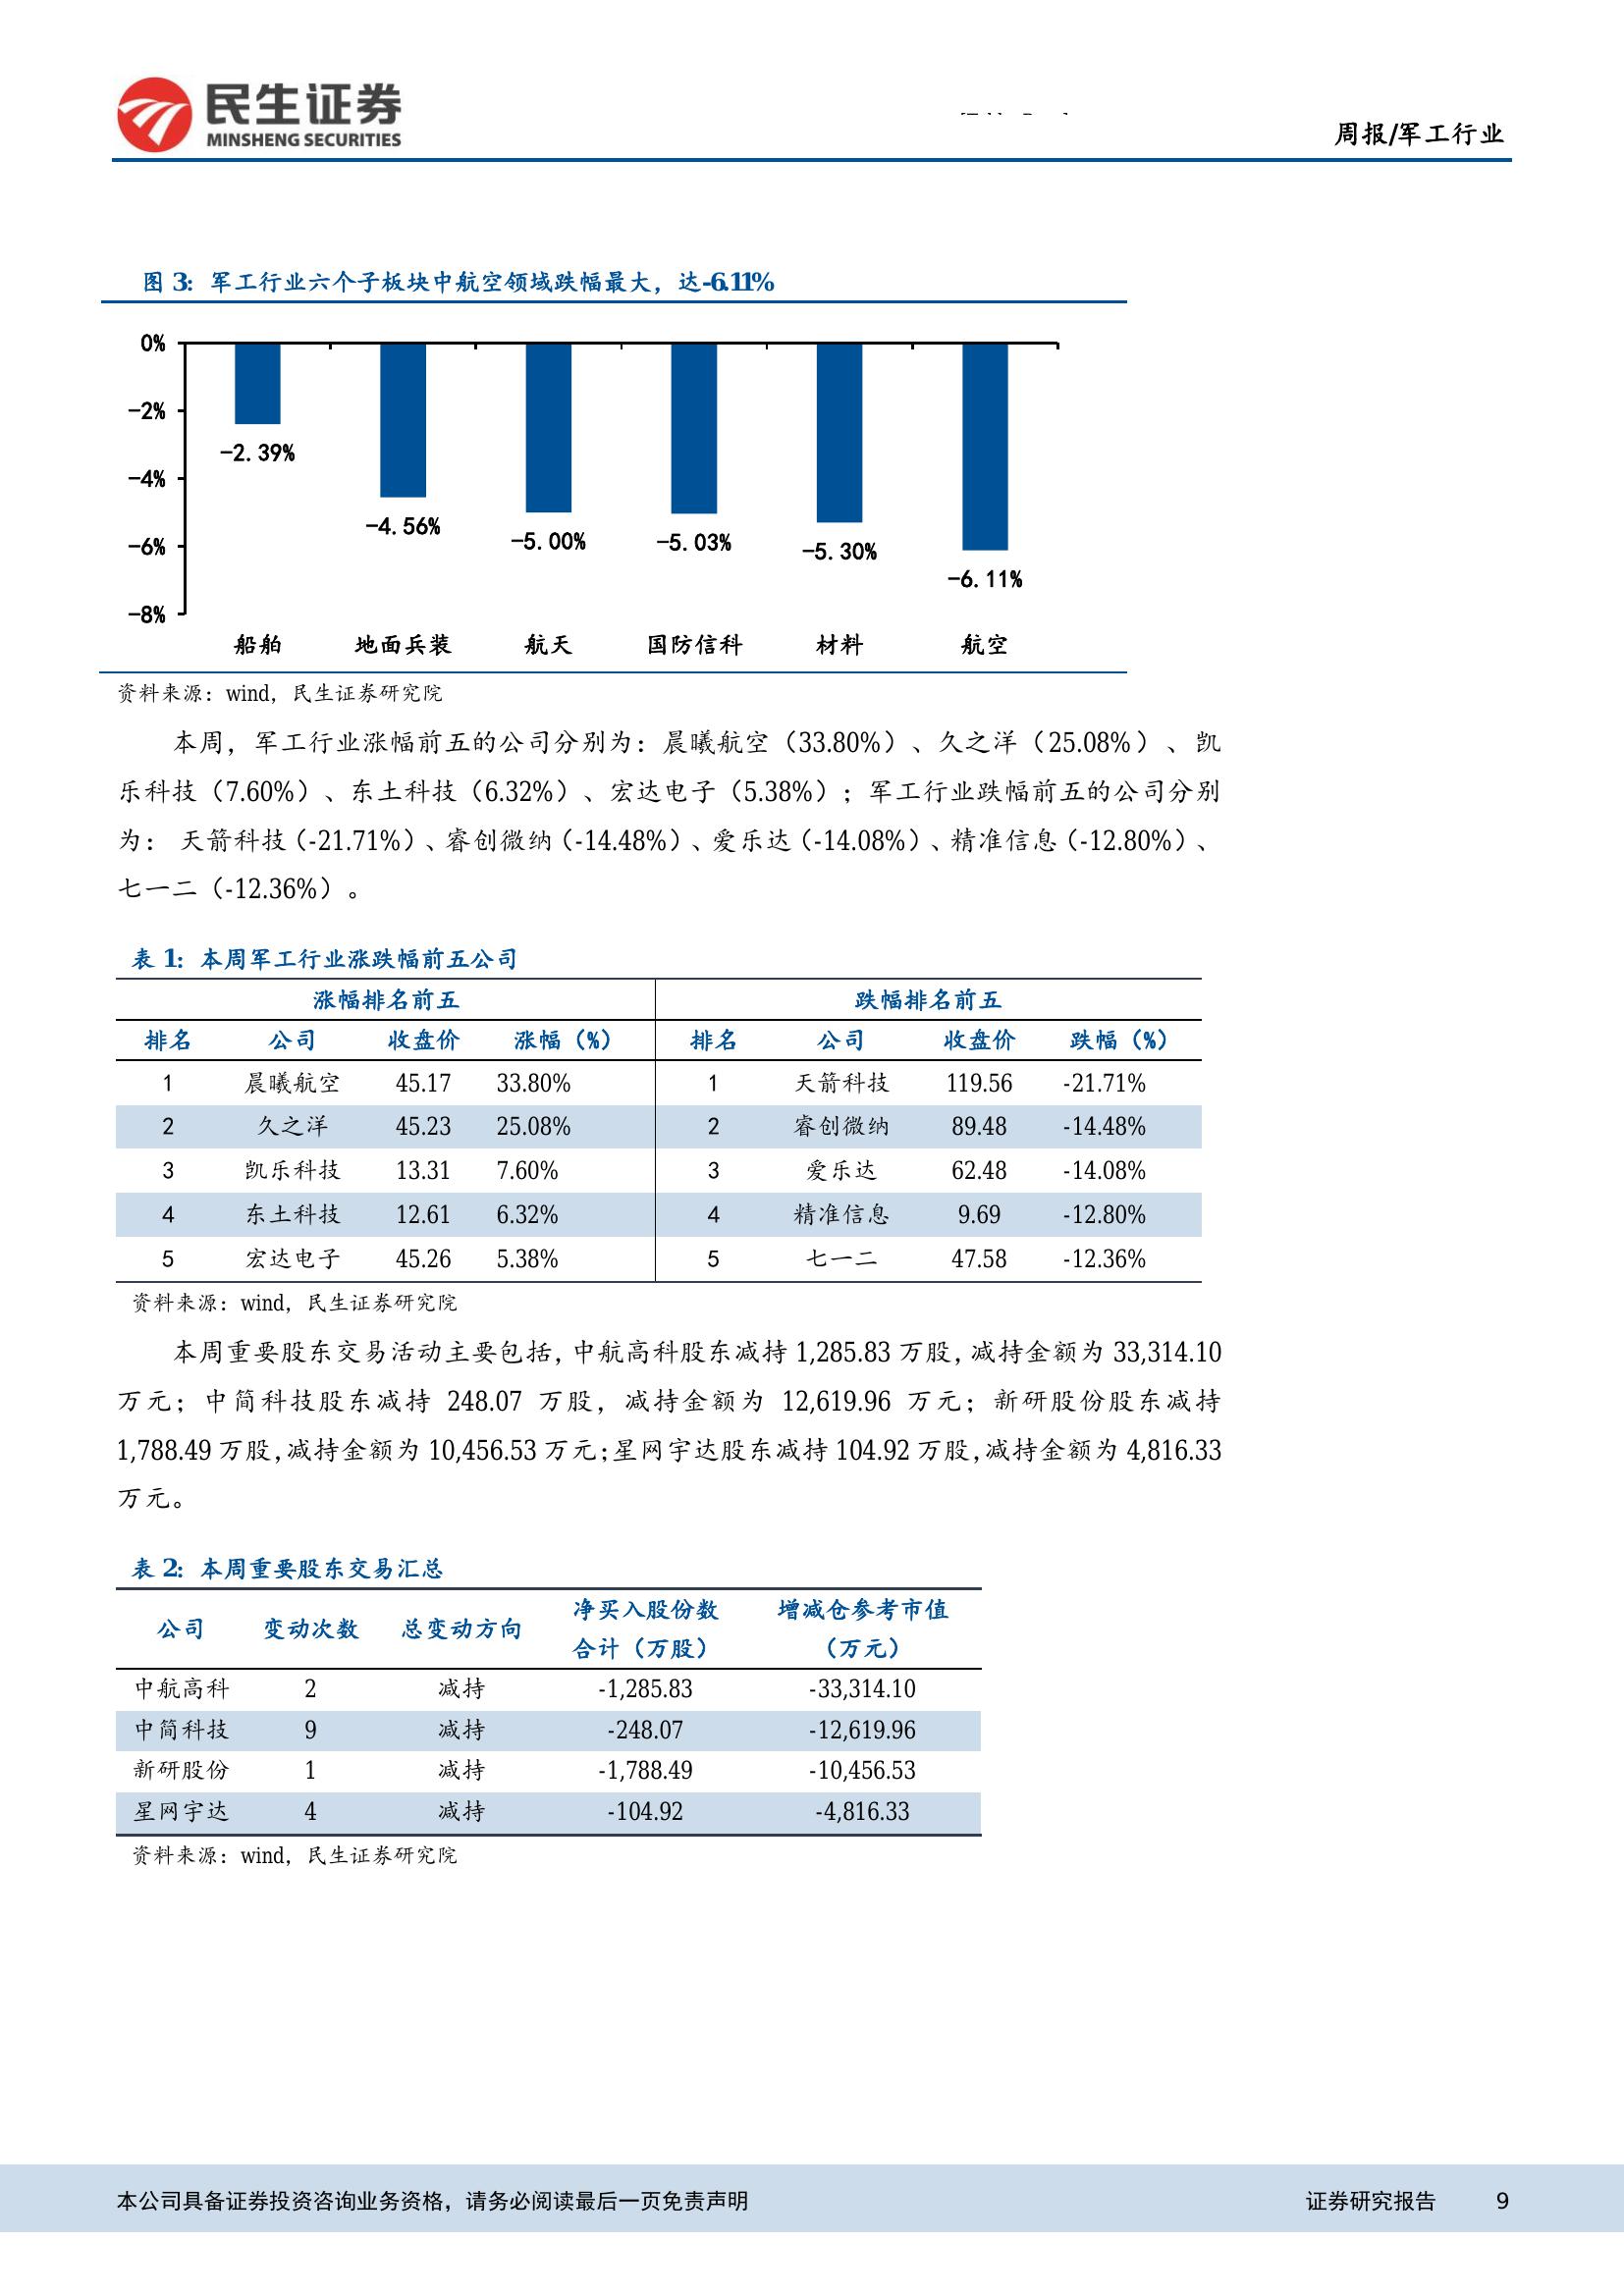 民生证券
MINSHENG SECURITIES
周报/军工行业
图 3：军工行业六个子板块中航空领域跌幅最大，达-6.11%
0%
-2%
-4%
-6%
-8%
-2.39%
-4.56%
-5.00%
-5.03%
-5.30%
-6.11%
船舶 地面兵装 航天 国防信科 材料 航空
资料来源：wind，民生证券研究院
本周，军工行业涨幅前五的公司分别为：晨曦航空（33.80%）、久之洋（25.08%）、凯
乐科技（7.60%）、东土科技（6.32%）、宏达电子（5.38%）；军工行业跌幅前五的公司分别
为： 天箭科技（-21.71%）、睿创微纳（-14.48%）、爱乐达（-14.08%）、精准信息（-12.80%）、
七一二（-12.36%）。
表 1：本周军工行业涨跌幅前五公司
涨幅排名前五 跌幅排名前五
排名 公司 收盘价 涨幅（%） 排名 公司 收盘价 跌幅（%）
1 晨曦航空 45.17 33.80% 1 天箭科技 119.56 -21.71%
2 久之洋 45.23 25.08% 2 睿创微纳 89.48 -14.48%
3 凯乐科技 13.31 7.60% 3 爱乐达 62.48 -14.08%
4 东土科技 12.61 6.32% 4 精准信息 9.69 -12.80%
5 宏达电子 45.26 5.38% 5 七一二 47.58 -12.36%
资料来源：wind，民生证券研究院
本周重要股东交易活动主要包括，中航高科股东减持 1,285.83 万股，减持金额为 33,314.10
万元；中简科技股东减持 248.07 万股，减持金额为 12,619.96 万元；新研股份股东减持
1,788.49 万股，减持金额为 10,456.53 万元；星网宇达股东减持 104.92 万股，减持金额为 4,816.33
万元。
表 2：本周重要股东交易汇总
公司 变动次数 总变动方向 净买入股份数 增减仓参考市值
合计（万股） （万元）
中航高科 2 减持 -1,285.83 -33,314.10
中简科技 9 减持 -248.07 -12,619.96
新研股份 1 减持 -1,788.49 -10,456.53
星网宇达 4 减持 -104.92 -4,816.33
资料来源：wind，民生证券研究院
本公司具备证券投资咨询业务资格，请务必阅读最后一页免责声明 证券研究报告 9